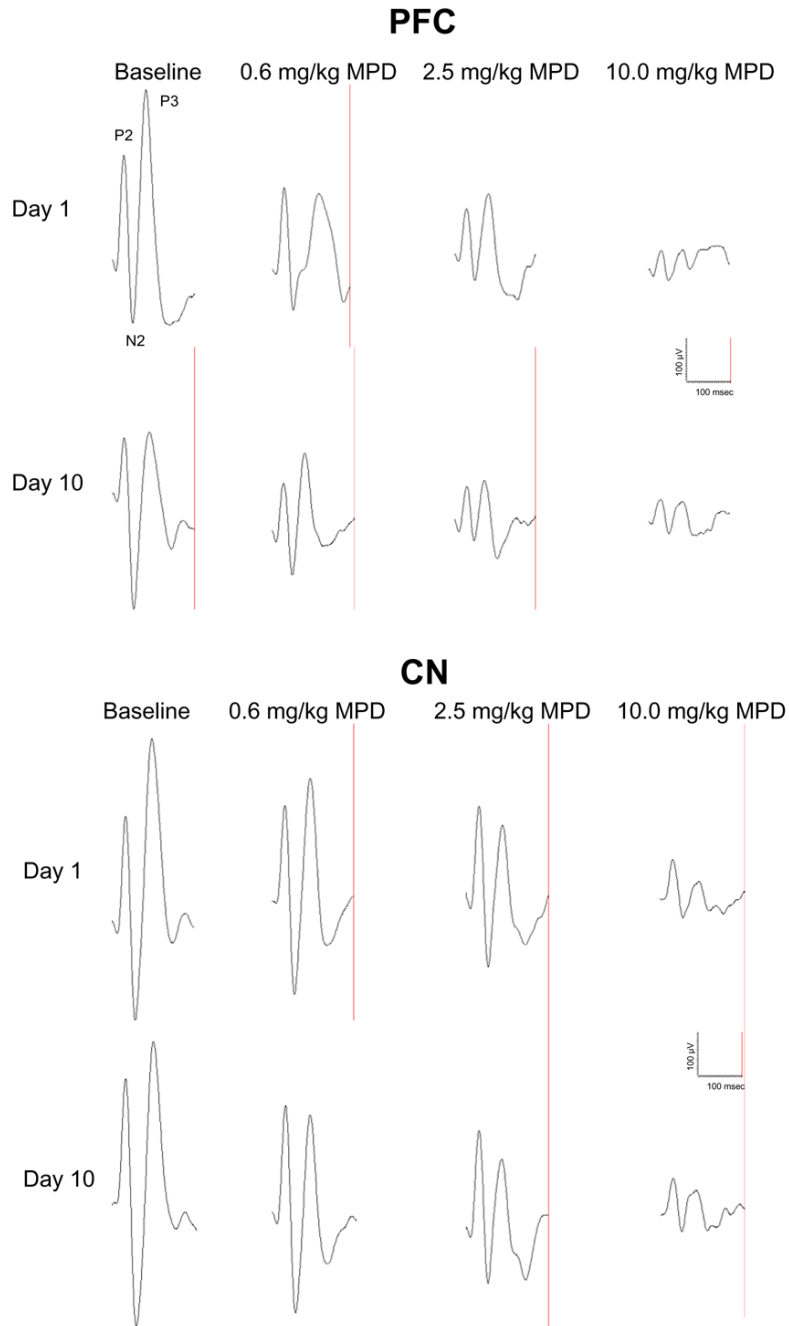 PFC
Baseline 0.6 mg/kg MPD 2.5 mg/kg MPD 10.0 mg/kg MPD
P3
P2
Day 1
N2
100 µV
100 msec
Day 10
CN
Baseline 0.6 mg/kg MPD 2.5 mg/kg MPD 10.0 mg/kg MPD
Day 1
100 µV
100 msec
Day 10